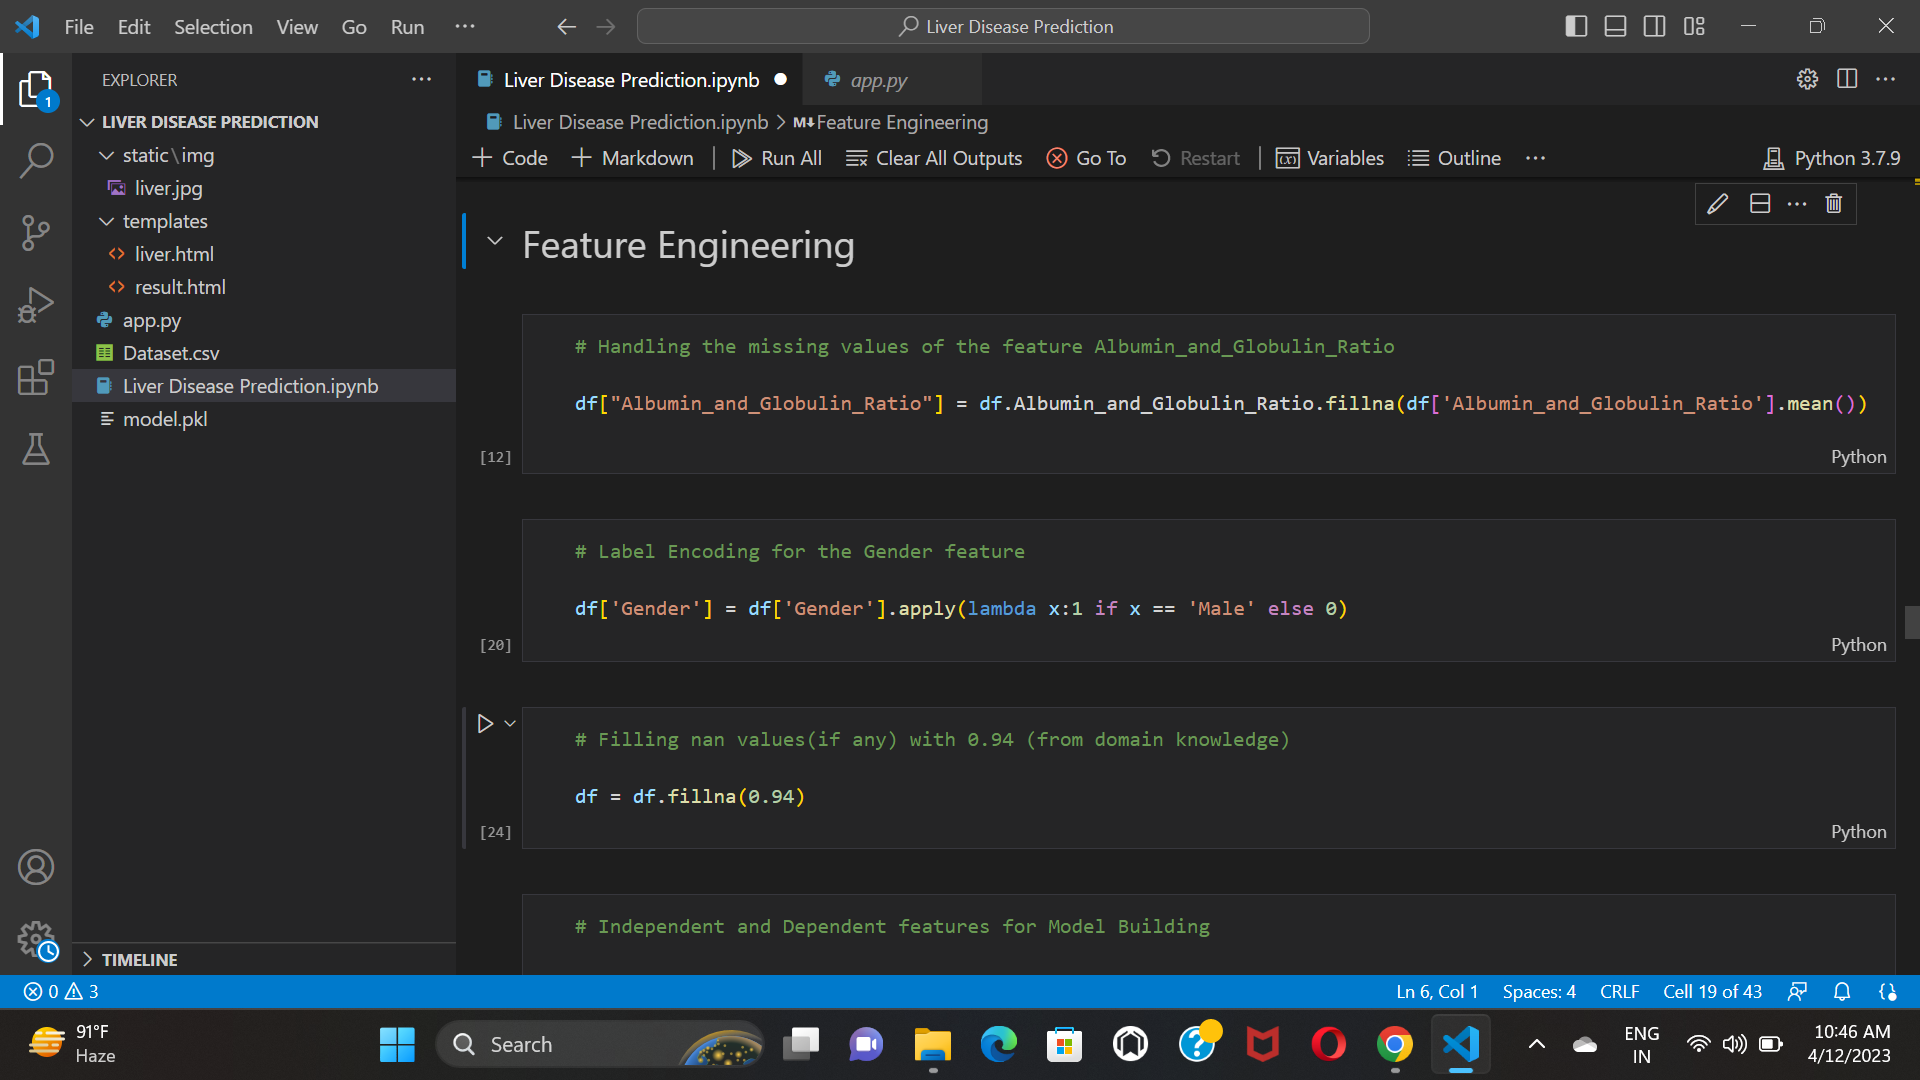 File Edit Selection View Go Run ···
Liver Disease Prediction
EXPLORER
1
LIVER DISEASE PREDICTION
static\img
liver.jpg
templates
liver.html
result.html
app.py
Dataset.csv
Liver Disease Prediction.ipynb
model.pkl
TIMELINE
Liver Disease Prediction.ipynb
app.py
Liver Disease Prediction.ipynb > M↓Feature Engineering
+ Code + Markdown Run All Clear All Outputs Go To Restart Variables Outline ··· Python 3.7.9
Feature Engineering
# Handling the missing values of the feature Albumin_and_Globulin_Ratio
df["Albumin_and_Globulin_Ratio"] = df.Albumin_and_Globulin_Ratio.fillna(df['Albumin_and_Globulin_Ratio'].mean())
[12]
Python
# Label Encoding for the Gender feature
df['Gender'] = df['Gender'].apply(lambda x:1 if x == 'Male' else 0)
[20]
Python
# Filling nan values(if any) with 0.94 (from domain knowledge)
df = df.fillna(0.94)
[24]
Python
# Independent and Dependent features for Model Building
0 3
Ln 6, Col 1 Spaces: 4 CRLF Cell 19 of 43
91°F
Haze
Search
ENG
IN
10:46 AM
4/12/2023